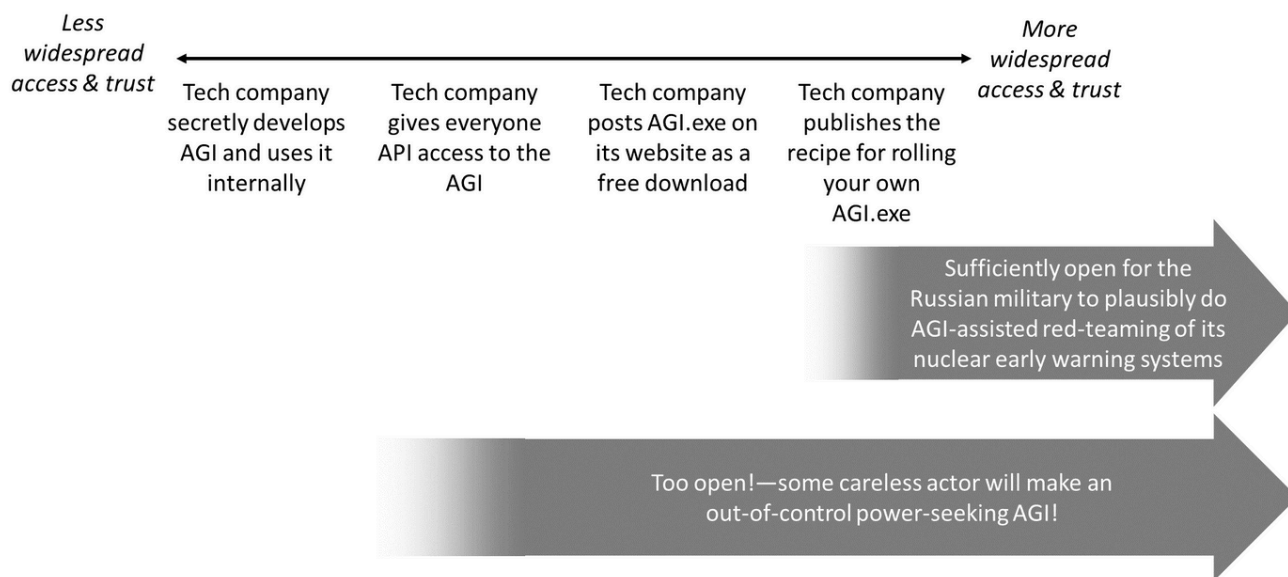 Less
widespread
access & trust
More
widespread
access & trust
Tech company
secretly develops
AGI and uses it
internally
Tech company
gives everyone
API access to the
AGI
Tech company
posts AGI.exe on
its website as a
free download
Tech company
publishes the
recipe for rolling
your own
AGI.exe
Sufficiently open for the
Russian military to plausibly do
AGI-assisted red-teaming of its
nuclear early warning systems
Too open!—some careless actor will make an
out-of-control power-seeking AGI!